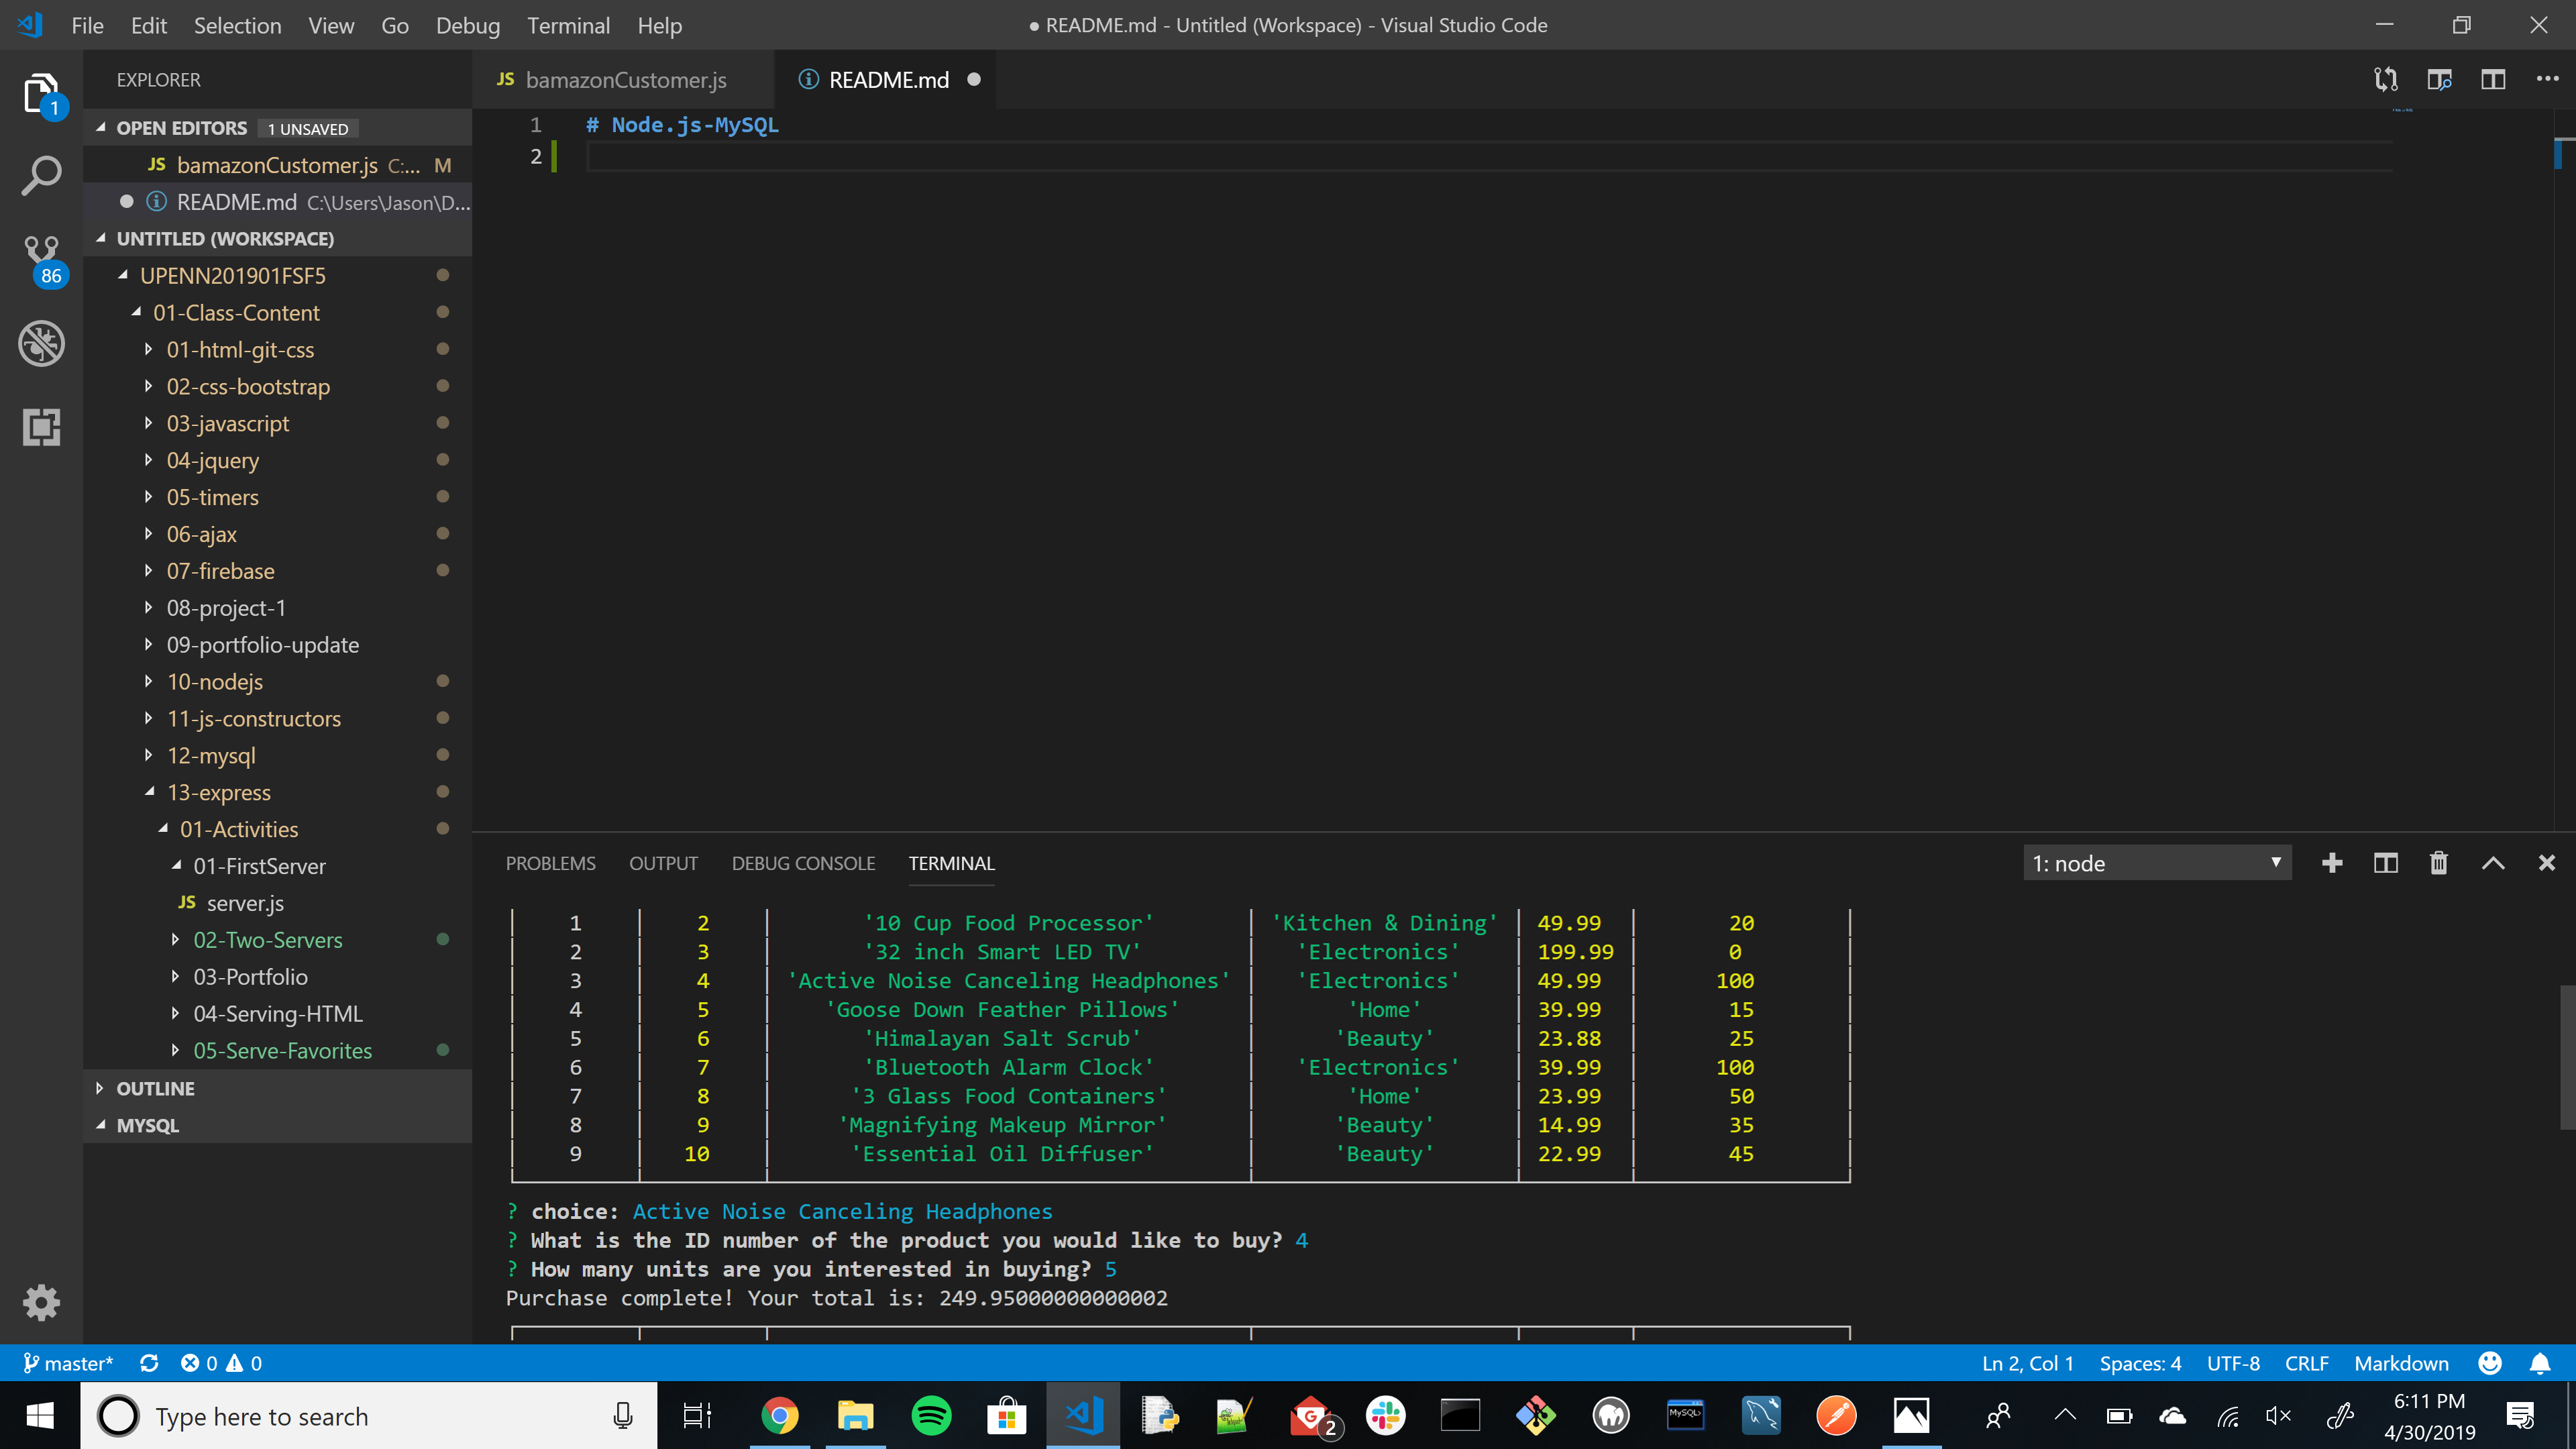 File Edit Selection View Go Debug Terminal Help ● README.md - Untitled (Workspace) - Visual Studio Code
EXPLORER
JS bamazonCustomer.js README.md
OPEN EDITORS 1 UNSAVED
JS bamazonCustomer.js C:... M
README.md C:\Users\Jason\D...
UNTITLED (WORKSPACE)
UPENN201901FSF5
01-Class-Content
01-html-git-css
02-css-bootstrap
03-javascript
04-jquery
05-timers
06-ajax
07-firebase
08-project-1
09-portfolio-update
10-nodejs
11-js-constructors
12-mysql
13-express
01-Activities
01-FirstServer
JS server.js
02-Two-Servers
03-Portfolio
04-Serving-HTML
05-Serve-Favorites
OUTLINE
MYSQL
1
86
1 # Node.js-MySQL
2
PROBLEMS OUTPUT DEBUG CONSOLE TERMINAL 1: node
1 2 '10 Cup Food Processor' 'Kitchen & Dining' 49.99 20
2 3 '32 inch Smart LED TV' 'Electronics' 199.99 0
3 4 'Active Noise Canceling Headphones' 'Electronics' 49.99 100
4 5 'Goose Down Feather Pillows' 'Home' 39.99 15
5 6 'Himalayan Salt Scrub' 'Beauty' 23.88 25
6 7 'Bluetooth Alarm Clock' 'Electronics' 39.99 100
7 8 '3 Glass Food Containers' 'Home' 23.99 50
8 9 'Magnifying Makeup Mirror' 'Beauty' 14.99 35
9 10 'Essential Oil Diffuser' 'Beauty' 22.99 45
? choice: Active Noise Canceling Headphones
? What is the ID number of the product you would like to buy? 4
? How many units are you interested in buying? 5
Purchase complete! Your total is: 249.95000000000002
master* 0 0 Ln 2, Col 1 Spaces: 4 UTF-8 CRLF Markdown
Type here to search
G 2
MySQL>
6:11 PM
4/30/2019